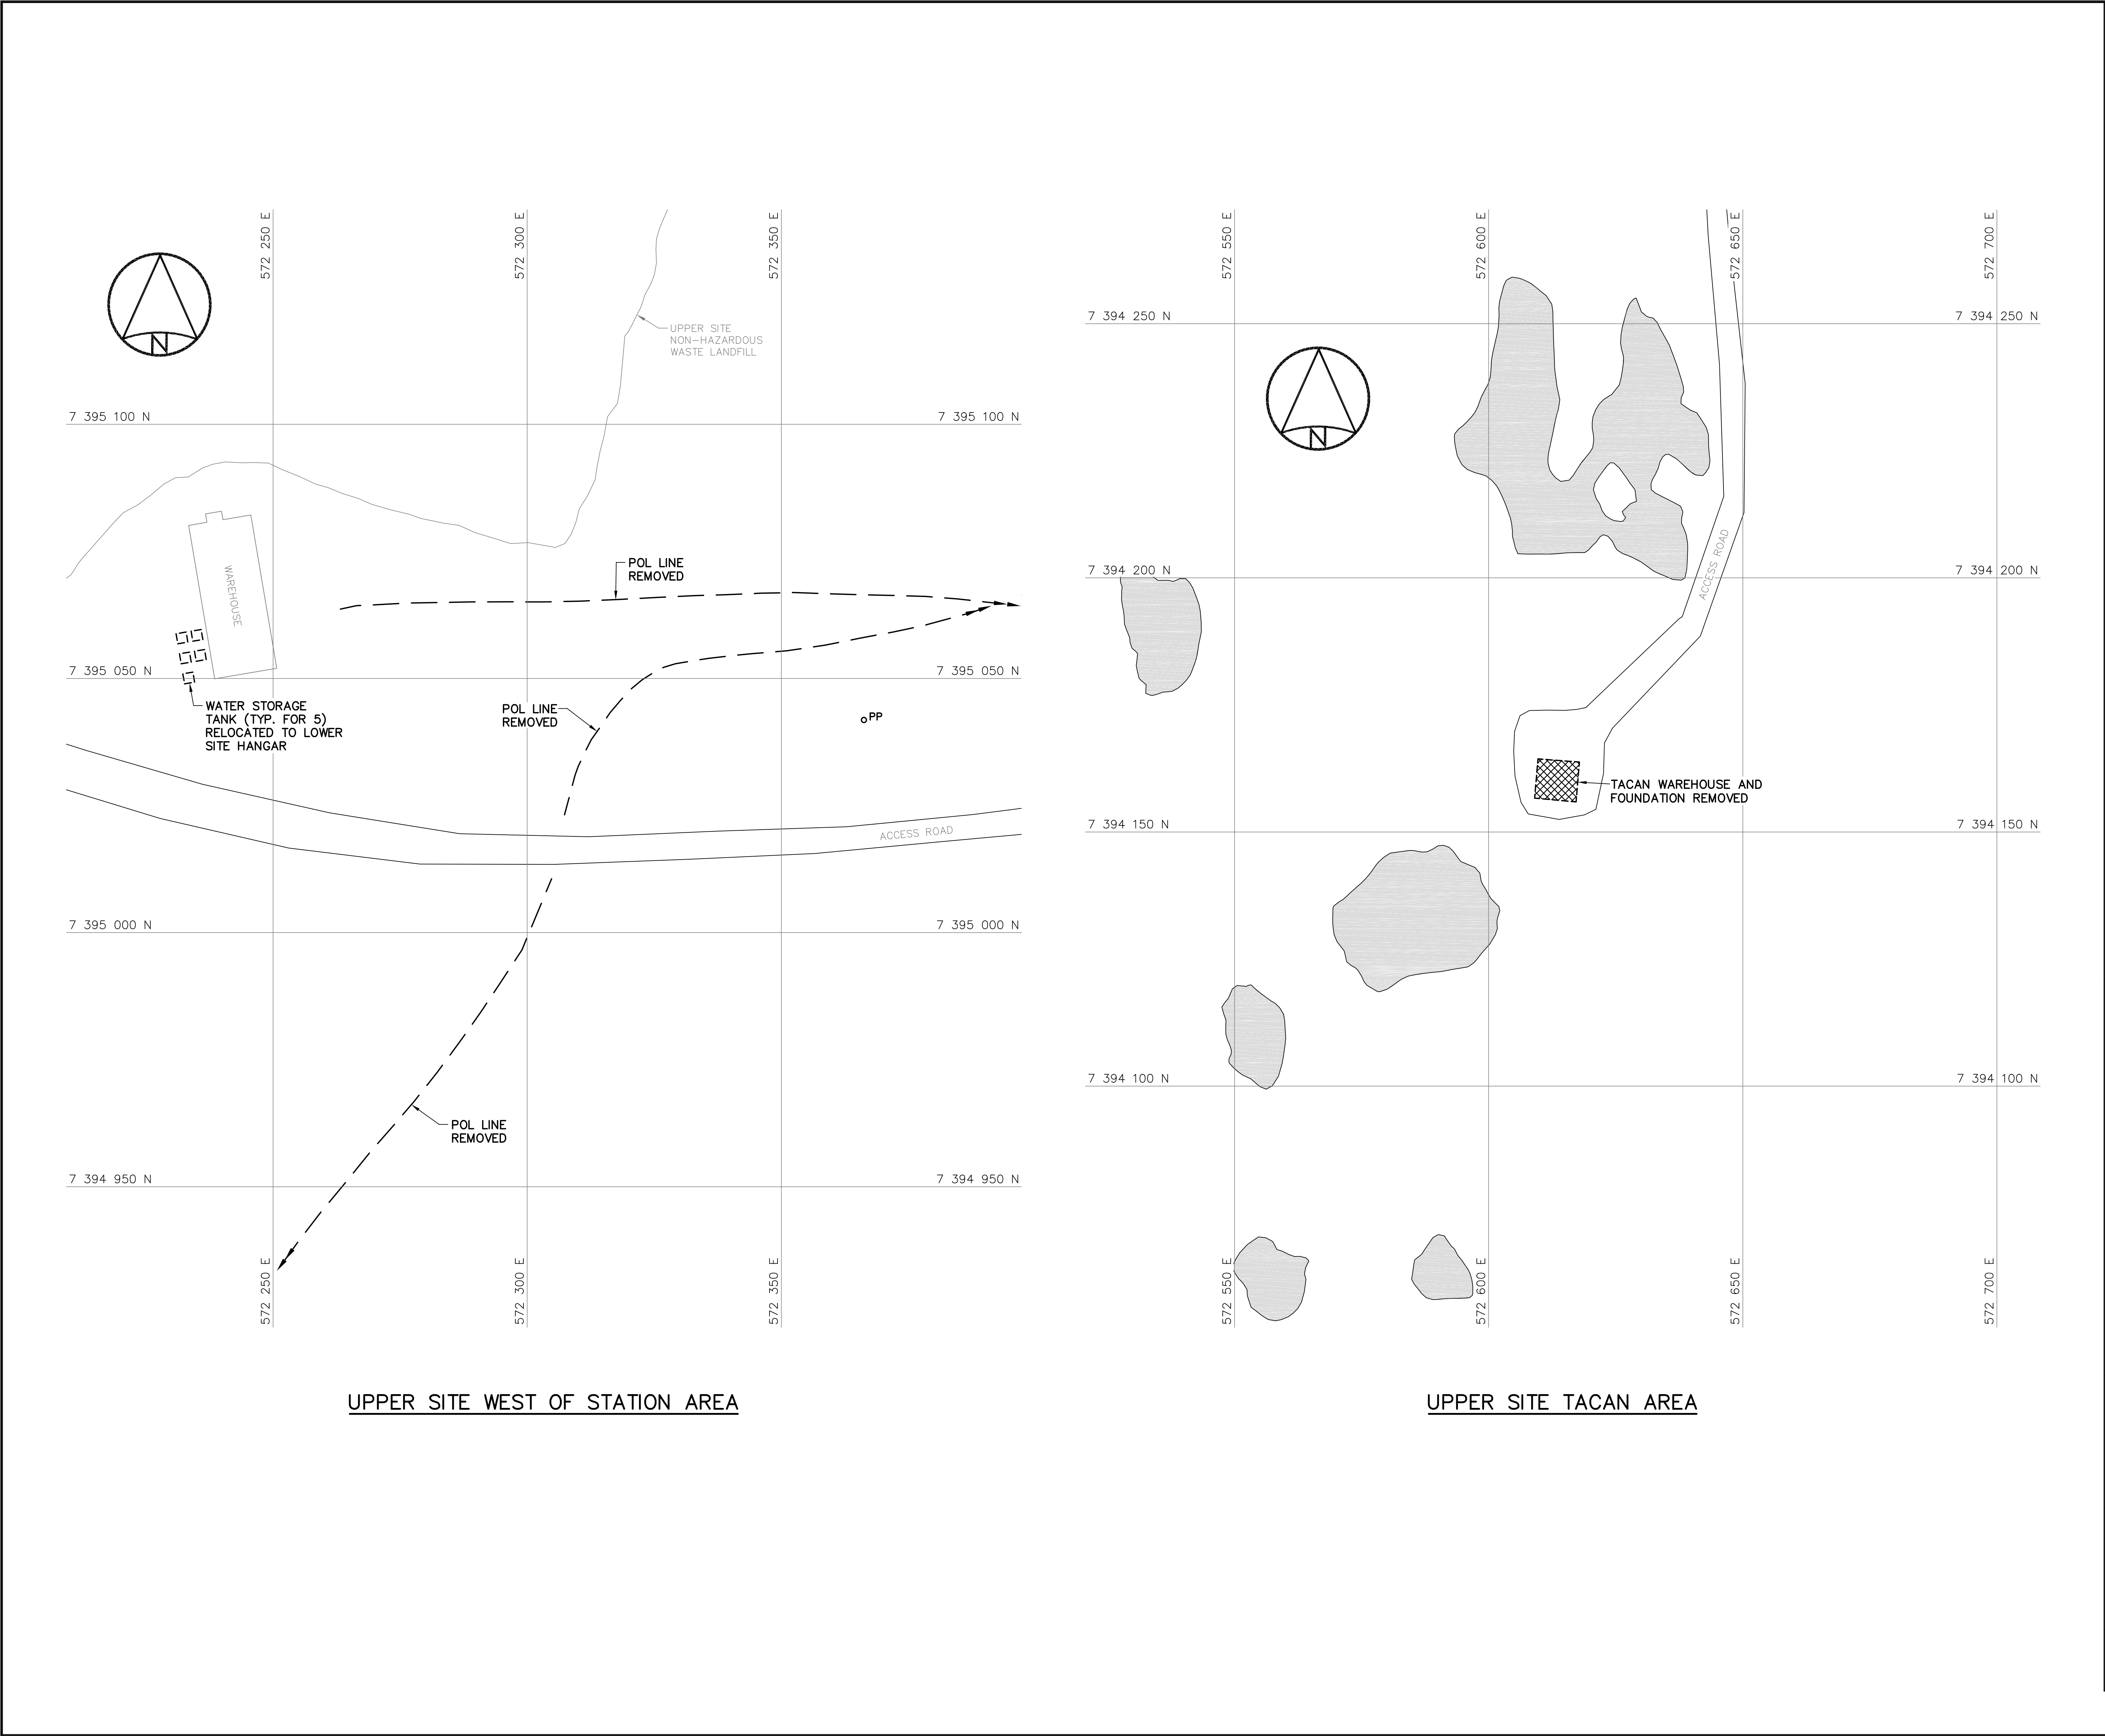 572 250 E
572 300 E
572 350 E
N
UPPER SITE
NON-HAZARDOUS
WASTE LANDFILL
7 395 100 N
7 395 100 N
WAREHOUSE
POL LINE
REMOVED
7 395 050 N
7 395 050 N
WATER STORAGE
TANK (TYP. FOR 5)
RELOCATED TO LOWER
SITE HANGAR
POL LINE
REMOVED
PP
ACCESS ROAD
7 395 000 N
7 395 000 N
POL LINE
REMOVED
7 394 950 N
7 394 950 N
572 250 E
572 300 E
572 350 E
UPPER SITE WEST OF STATION AREA
572 550 E
572 600 E
572 650 E
572 700 E
7 394 250 N
7 394 250 N
N
7 394 200 N
7 394 200 N
ACCESS ROAD
TACAN WAREHOUSE AND
FOUNDATION REMOVED
7 394 150 N
7 394 150 N
7 394 100 N
7 394 100 N
572 550 E
572 600 E
572 650 E
572 700 E
UPPER SITE TACAN AREA